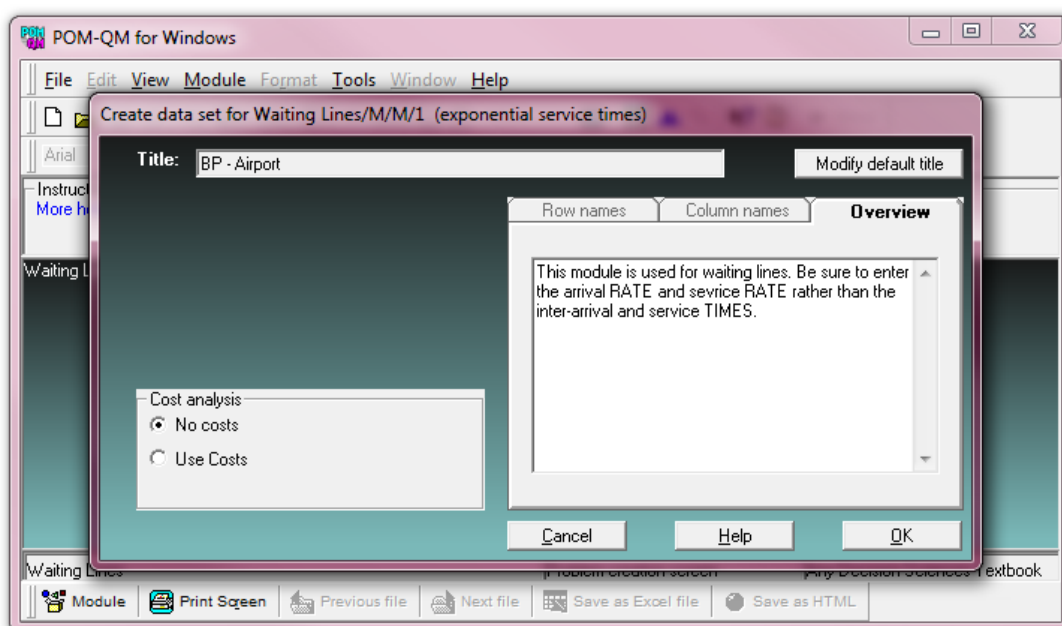 POM QM
POM-QM for Windows
File Edit View Module Format Tools Window Help
Create data set for Waiting Lines/M/M/1 (exponential service times)
Arial
Title:
BP - Airport
Modify default title
Instruct
More he
Row names
Column names
Overview
This module is used for waiting lines. Be sure to enter
the arrival RATE and sevrice RATE rather than the
inter-arrival and service TIMES.
Waiting L
Cost analysis
No costs
Use Costs
Cancel
Help
OK
Waiting Lines
Problem creation screen
Any Decision Sciences Textbook
Module
Print Screen
Previous file
Next file
Save as Excel file
Save as HTML